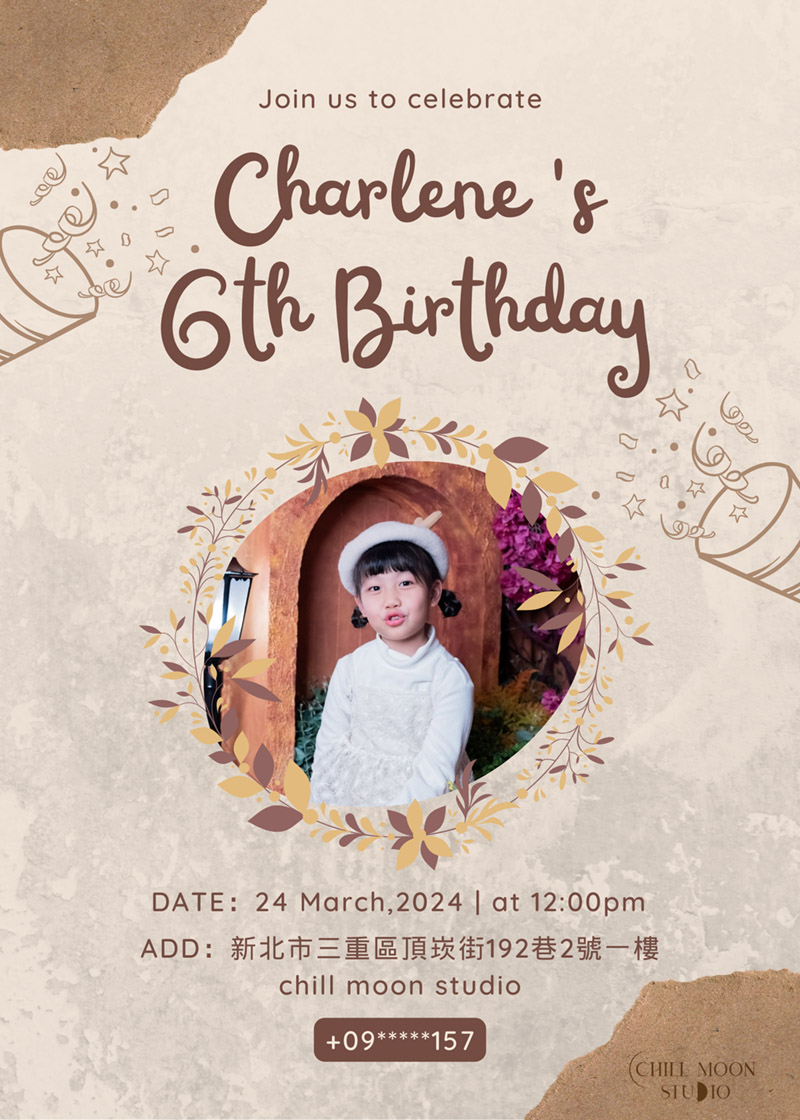 Join us to celebrate
Charlene 's
6th Birthday
DATE：24 March,2024 | at 12:00pm
ADD：新北市三重區頂崁街192巷2號一樓
chill moon studio
+09*****157
CHILL MOON
STUDIO